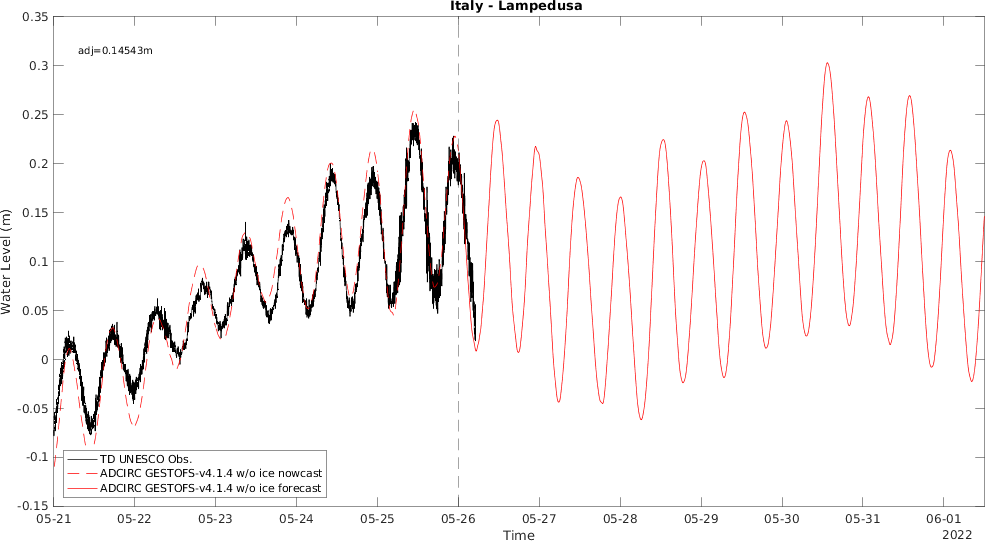 Italy - Lampedusa
0.35
adj=0.14543m
0.3
0.25
0.2
0.15
0.1
0.05
0
-0.05
-0.1
-0.15
Water Level (m)
TD UNESCO Obs.
ADCIRC GESTOFS-v4.1.4 w/o ice nowcast
ADCIRC GESTOFS-v4.1.4 w/o ice forecast
05-21 05-22 05-23 05-24 05-25 05-26 05-27 05-28 05-29 05-30 05-31 06-01
Time
2022